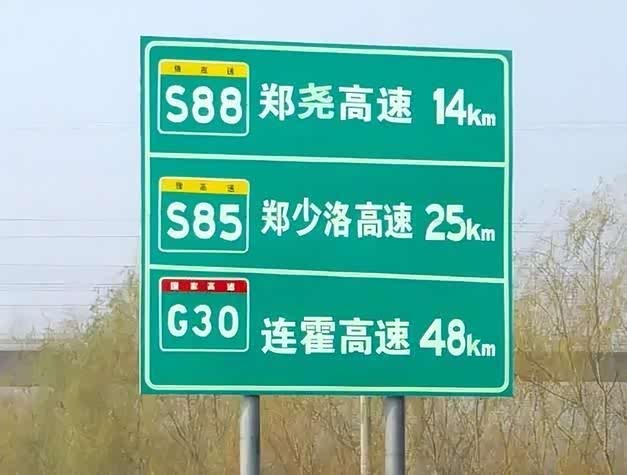 豫高速
S88 郑尧高速 14km
豫高速
S85 郑少洛高速 25km
国家高速
G30 连霍高速 48km